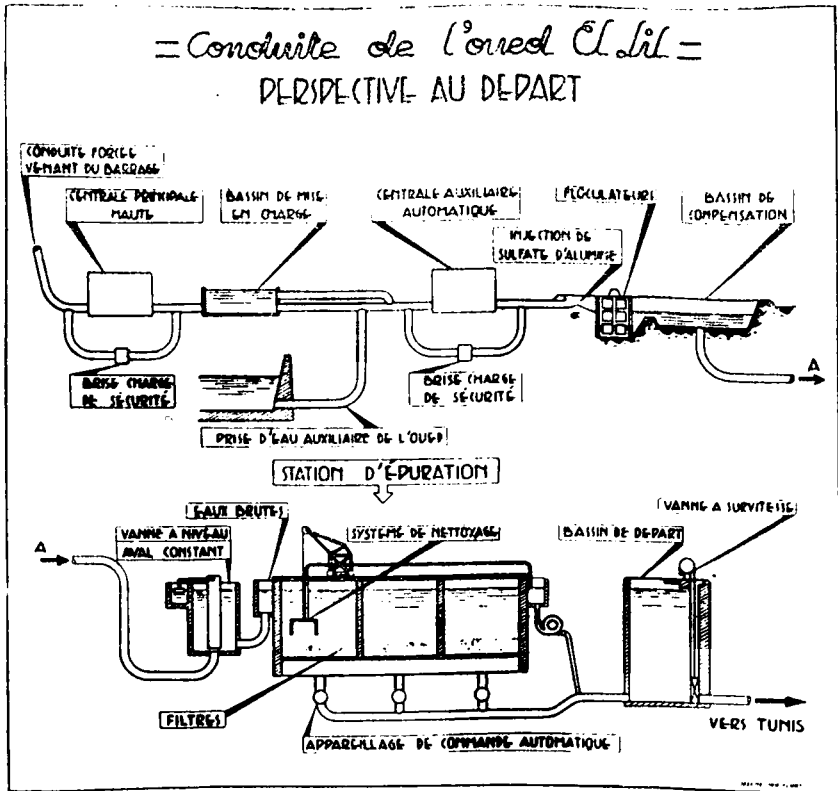 = Conduite de l'oued El Lil =
PERSPECTIVE AU DEPART
CONDUITE FORCEE
VENANT DU BARRAGE
CENTRALE PRINCIPALE
HAUTE
BASSIN DE MISE
EN CHARGE
CENTRALE AUXILIAIRE
AUTOMATIQUE
FLOCULATEURS
BASSIN DE
COMPENSATION
INJECTION DE
SULFATE D'ALUMINE
BRISE CHARGE
DE SÉCURITÉ
BRISE CHARGE
DE SÉCURITÉ
A
PRISE D'EAU AUXILIAIRE DE L'OUED
STATION D'ÉPURATION
A
VANNE A NIVEAU
AVAL CONSTANT
EAUX BRUTES
SYSTEME DE NETTOYAGE
BASSIN DE DEPART
VANNE A SURVITESSE
FILTRES
APPAREILLAGE DE COMMANDE AUTOMATIQUE
VERS TUNIS